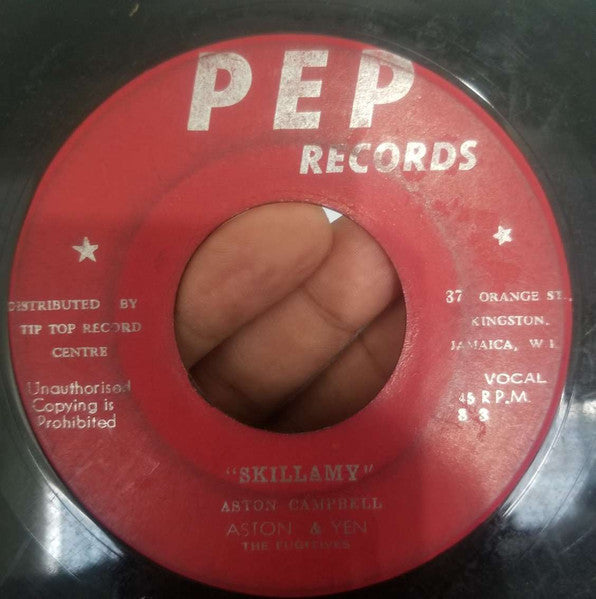 PEP
RECORDS
DISTRIBUTED BY
TIP TOP RECORD
CENTRE
Unauthorised
Copying is
Prohibited
37 ORANGE ST.,
KINGSTON.
JAMAICA, W.I.
VOCAL
45 R.P.M.
"SKILLAMY"
ASTON CAMPBELL
ASTON & YEN
THE FUGITIVES